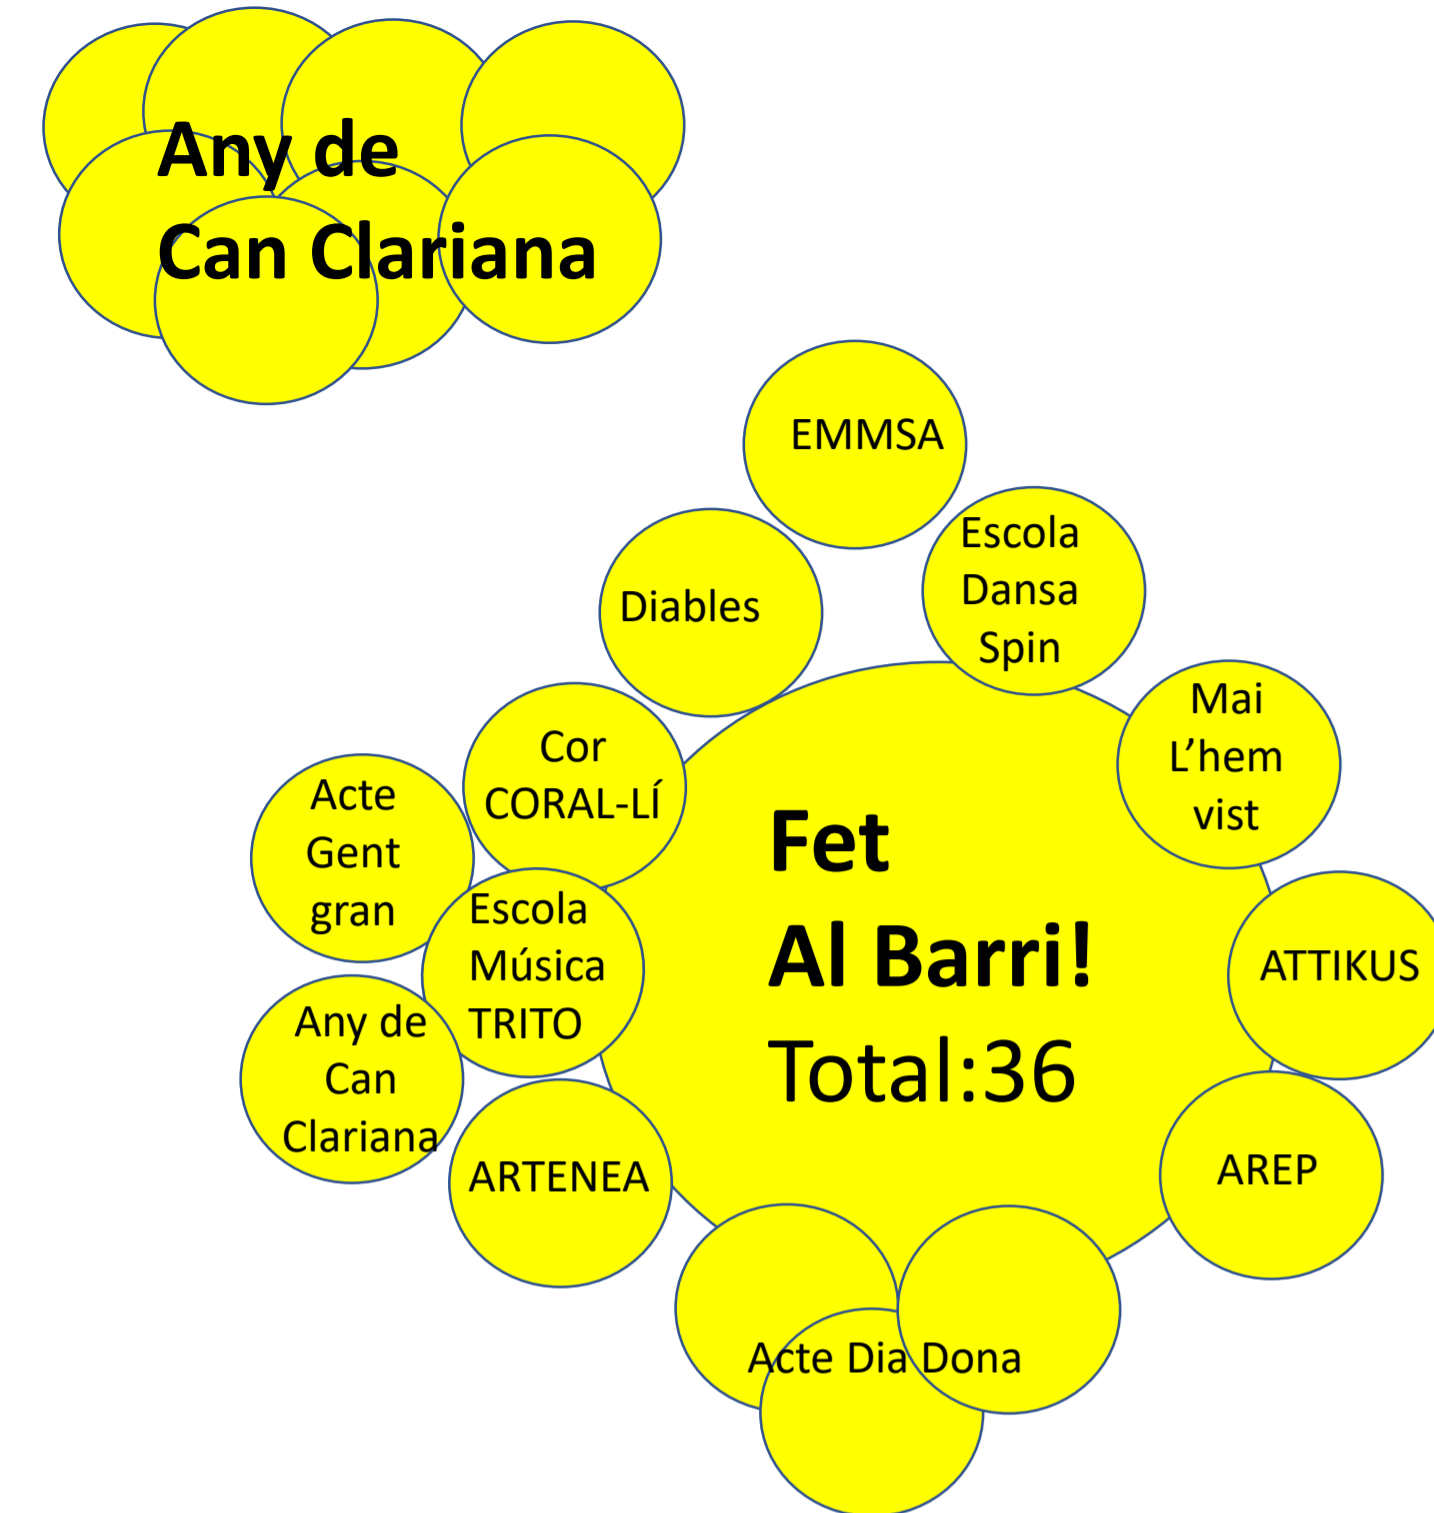 Any de
Can Clariana
EMMSA
Escola
Dansa
Spin
Diables
Mai
L’hem
vist
Cor
CORAL-LÍ
Acte
Gent
gran
Fet
Al Barri!
Total:36
Escola
Música
TRITO
ATTIKUS
Any de
Can
Clariana
ARTENEA
AREP
Acte Dia Dona